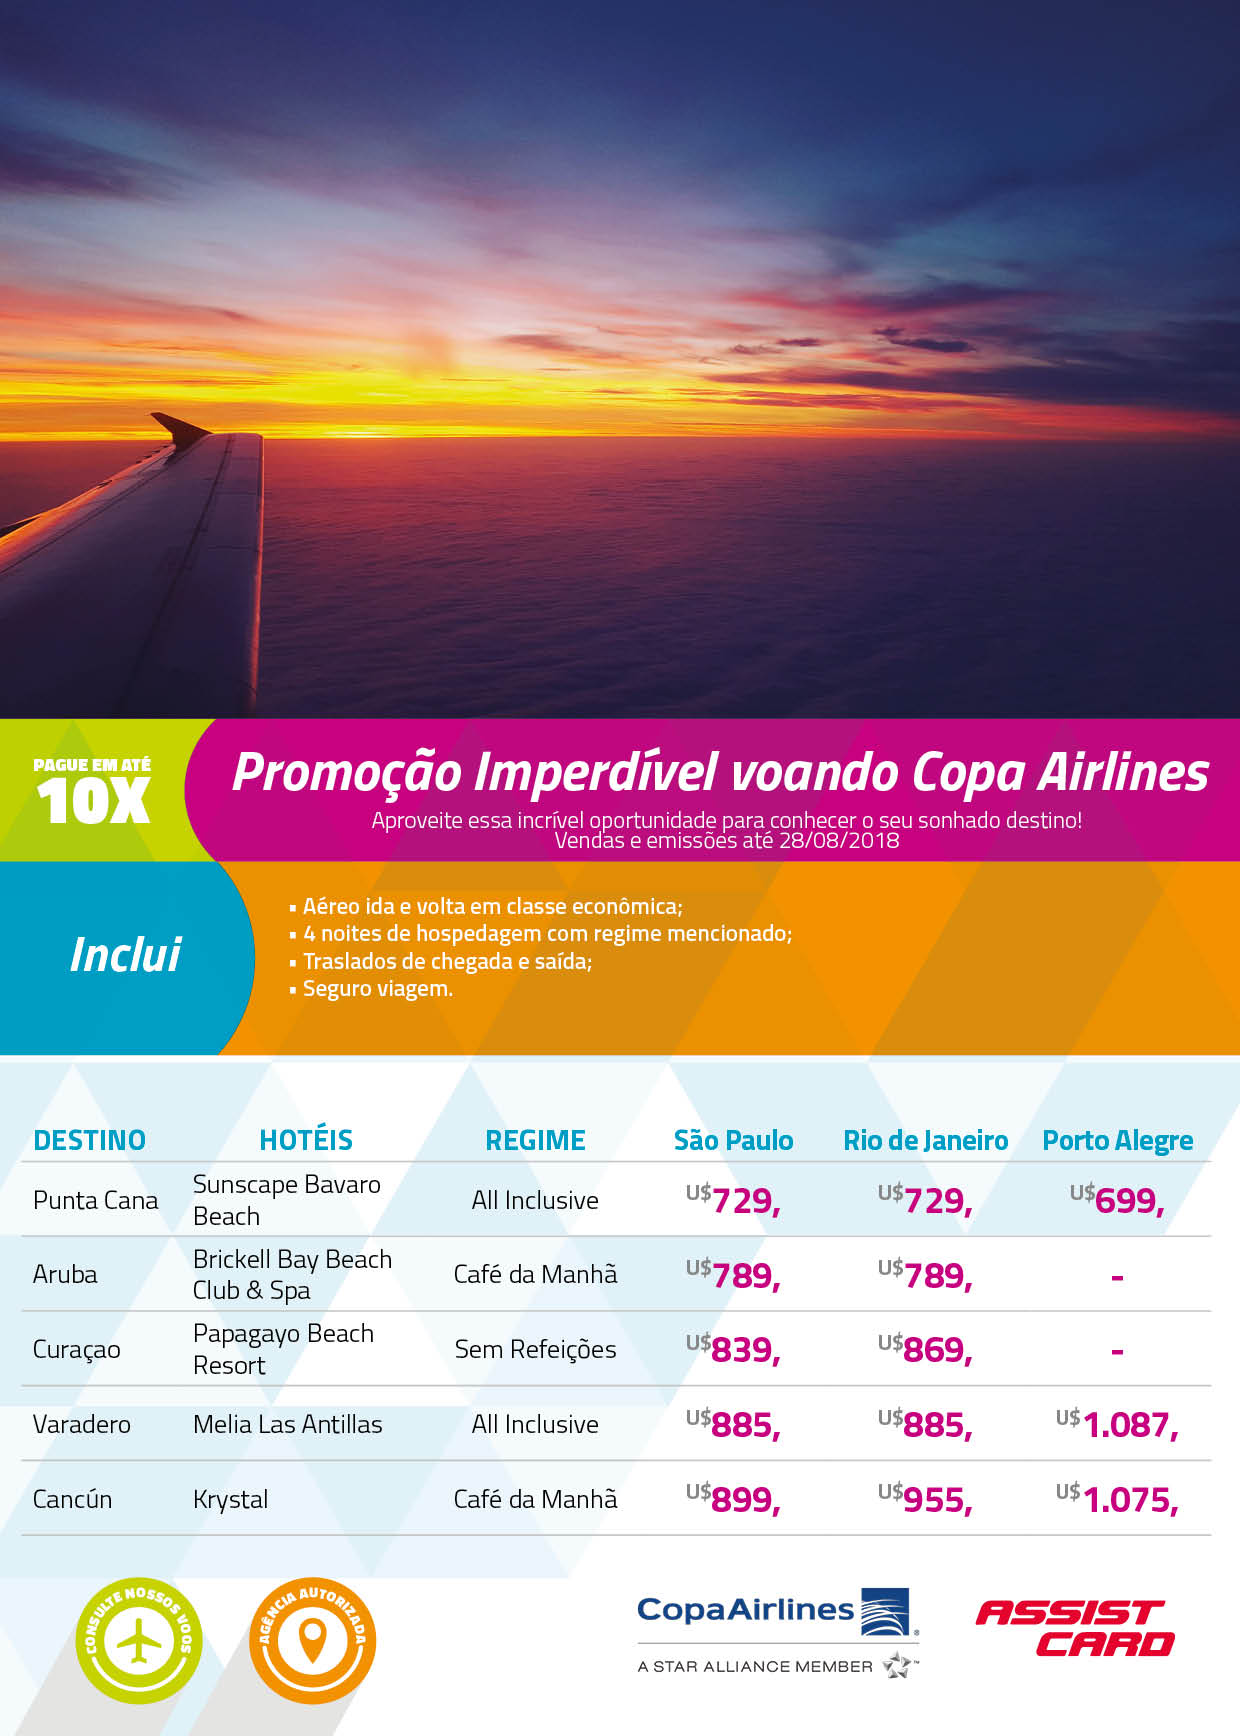 PAGUE EM ATÉ
10X
Promoção Imperdível voando Copa Airlines
Aproveite essa incrível oportunidade para conhecer o seu sonhado destino!
Vendas e emissões até 28/08/2018
Inclui
• Aéreo ida e volta em classe econômica;
• 4 noites de hospedagem com regime mencionado;
• Traslados de chegada e saída;
• Seguro viagem.
DESTINO HOTÉIS REGIME São Paulo Rio de Janeiro Porto Alegre
Punta Cana Sunscape Bavaro Beach All Inclusive U$729, U$729, U$699,
Aruba Brickell Bay Beach Club & Spa Café da Manhã U$789, U$789, -
Curaçao Papagayo Beach Resort Sem Refeições U$839, U$869, -
Varadero Melia Las Antillas All Inclusive U$885, U$885, U$1.087,
Cancún Krystal Café da Manhã U$899, U$955, U$1.075,
CONSULTE NOSSOS VOOS
AGÊNCIA AUTORIZADA
CopaAirlines ®
A STAR ALLIANCE MEMBER ™
ASSIST
CARD